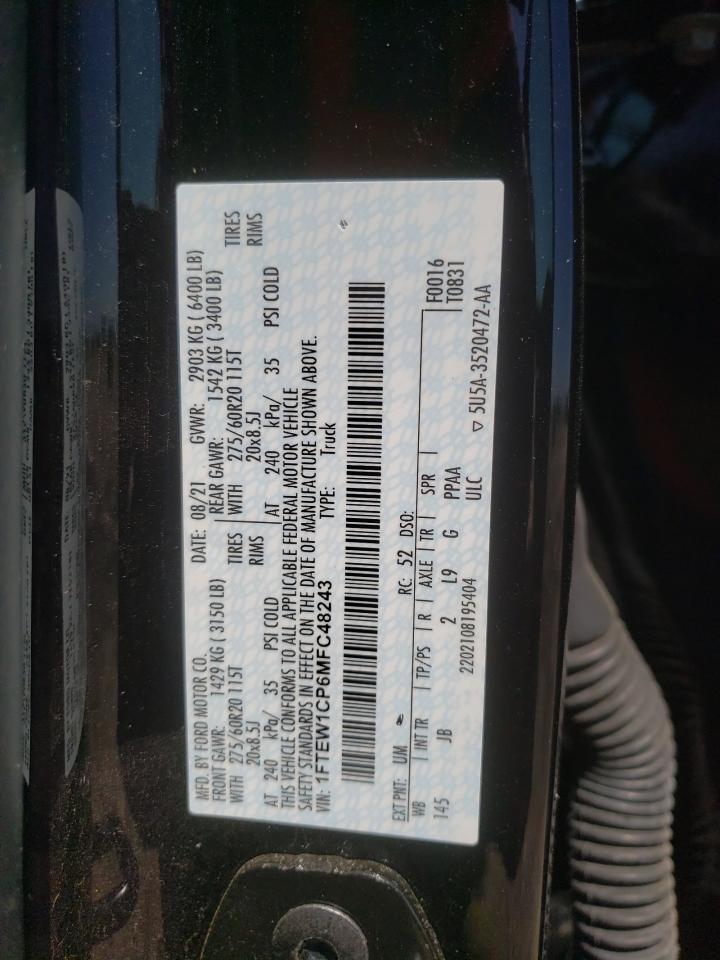 MFD. BY FORD MOTOR CO. DATE: 08/21 GVWR: 2903 KG ( 6400 LB)
FRONT GAWR: 1429 KG ( 3150 LB) REAR GAWR: 1542 KG ( 3400 LB)
WITH 275/60R20 115T TIRES WITH 275/60R20 115T TIRES
20x8.5J RIMS 20x8.5J RIMS
AT 240 kPa/ 35 PSI COLD AT 240 kPa/ 35 PSI COLD
THIS VEHICLE CONFORMS TO ALL APPLICABLE FEDERAL MOTOR VEHICLE
SAFETY STANDARDS IN EFFECT ON THE DATE OF MANUFACTURE SHOWN ABOVE.
VIN: 1FTEW1CP6MFC48243 TYPE: Truck
EXT PNT: UM RC: 52 DSO:
WB INT TR TP/PS R AXLE TR SPR F0016
145 JB 2 L9 G PPAA T0831
2202108195404 ULC ▽ 5U5A-3520472-AA